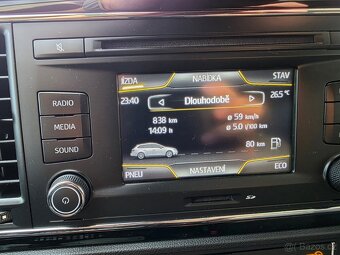 JÍZDA NABÍDKA STAV
23:40 Dlouhodobě 26.5 °C
838 km ø 59 km/h
14:09 h ø 5.0 l/100 km
80 km
PNEU NASTAVENÍ ECO
RADIO
MEDIA
SOUND
SD